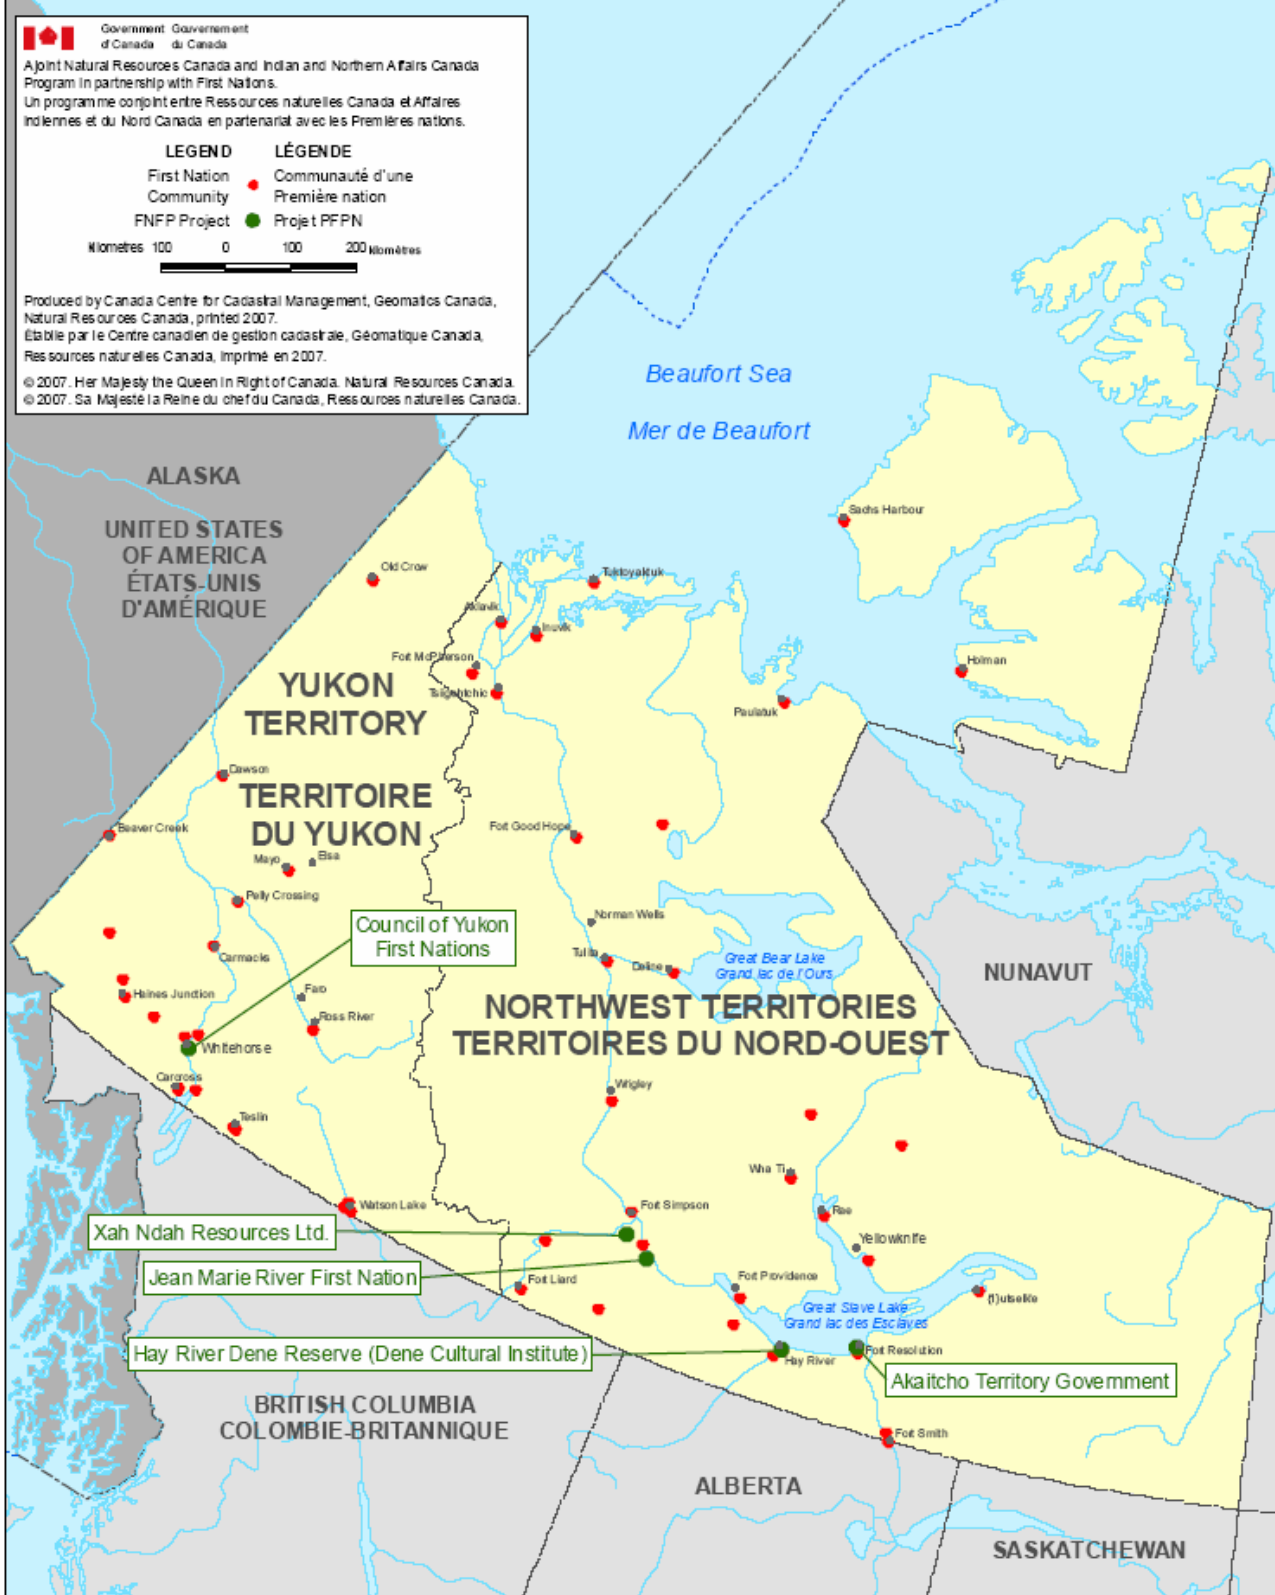 Government Gouvernement
of Canada du Canada
A joint Natural Resources Canada and Indian and Northern Affairs Canada
Program in partnership with First Nations.
Un programme conjoint entre Ressources naturelles Canada et Affaires
indiennes et du Nord Canada en partenariat avec les Premières nations.
LEGEND LÉGENDE
First Nation Communauté d'une
Community Première nation
FNFP Project Projet PFPN
Kilometres 100 0 100 200 kilomètres
Produced by Canada Centre for Cadastral Management, Geomatics Canada,
Natural Resources Canada, printed 2007.
Établie par le Centre canadien de gestion cadastrale, Géomatique Canada,
Ressources naturelles Canada, imprimé en 2007.
© 2007. Her Majesty the Queen in Right of Canada. Natural Resources Canada.
© 2007. Sa Majesté la Reine du chef du Canada, Ressources naturelles Canada.
Beaufort Sea
Mer de Beaufort
ALASKA
UNITED STATES
OF AMERICA
ÉTATS-UNIS
D'AMÉRIQUE
Sachs Harbour
Old Crow
Tuktoyaktuk
Aklavik
Inuvik
Fort McPherson
Tsiigehtchic
Holman
Paulatuk
YUKON
TERRITORY
TERRITOIRE
DU YUKON
Dawson
Beaver Creek
Mayo
Elsa
Pelly Crossing
Fort Good Hope
Council of Yukon
First Nations
Norman Wells
Carmacks
Tulita
Deline
Great Bear Lake
Grand lac de l'Ours
NUNAVUT
Haines Junction
Faro
Ross River
NORTHWEST TERRITORIES
TERRITOIRES DU NORD-OUEST
Whitehorse
Carcross
Teslin
Wrigley
Wha Ti
Watson Lake
Fort Simpson
Rae
Yellowknife
Xah Ndah Resources Ltd.
Jean Marie River First Nation
Fort Liard
Fort Providence
(ł)utselk'e
Great Slave Lake
Grand lac des Esclaves
Hay River Dene Reserve (Dene Cultural Institute)
Hay River
Fort Resolution
Akaitcho Territory Government
BRITISH COLUMBIA
COLOMBIE-BRITANNIQUE
Fort Smith
ALBERTA
SASKATCHEWAN